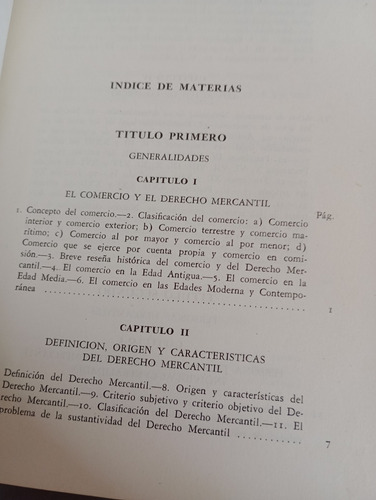 INDICE DE MATERIAS
TITULO PRIMERO
GENERALIDADES
CAPITULO I
EL COMERCIO Y EL DERECHO MERCANTIL
Pág.
1. Concepto del comercio.—2. Clasificación del comercio: a) Comercio
interior y comercio exterior; b) Comercio terrestre y comercio ma-
rítimo; c) Comercio al por mayor y comercio al por menor; d)
Comercio que se ejerce por cuenta propia y comercio en comi-
sión.—3. Breve reseña histórica del comercio y del Derecho Mer-
cantil.—4. El comercio en la Edad Antigua.—5. El comercio en la
Edad Media.—6. El comercio en las Edades Moderna y Contempo-
ránea ........ 1
CAPITULO II
DEFINICION, ORIGEN Y CARACTERISTICAS
DEL DERECHO MERCANTIL
Definición del Derecho Mercantil.—8. Origen y características del
Derecho Mercantil.—9. Criterio subjetivo y criterio objetivo del De-
recho Mercantil.—10. Clasificación del Derecho Mercantil.—11. El
problema de la sustantividad del Derecho Mercantil ........ 7